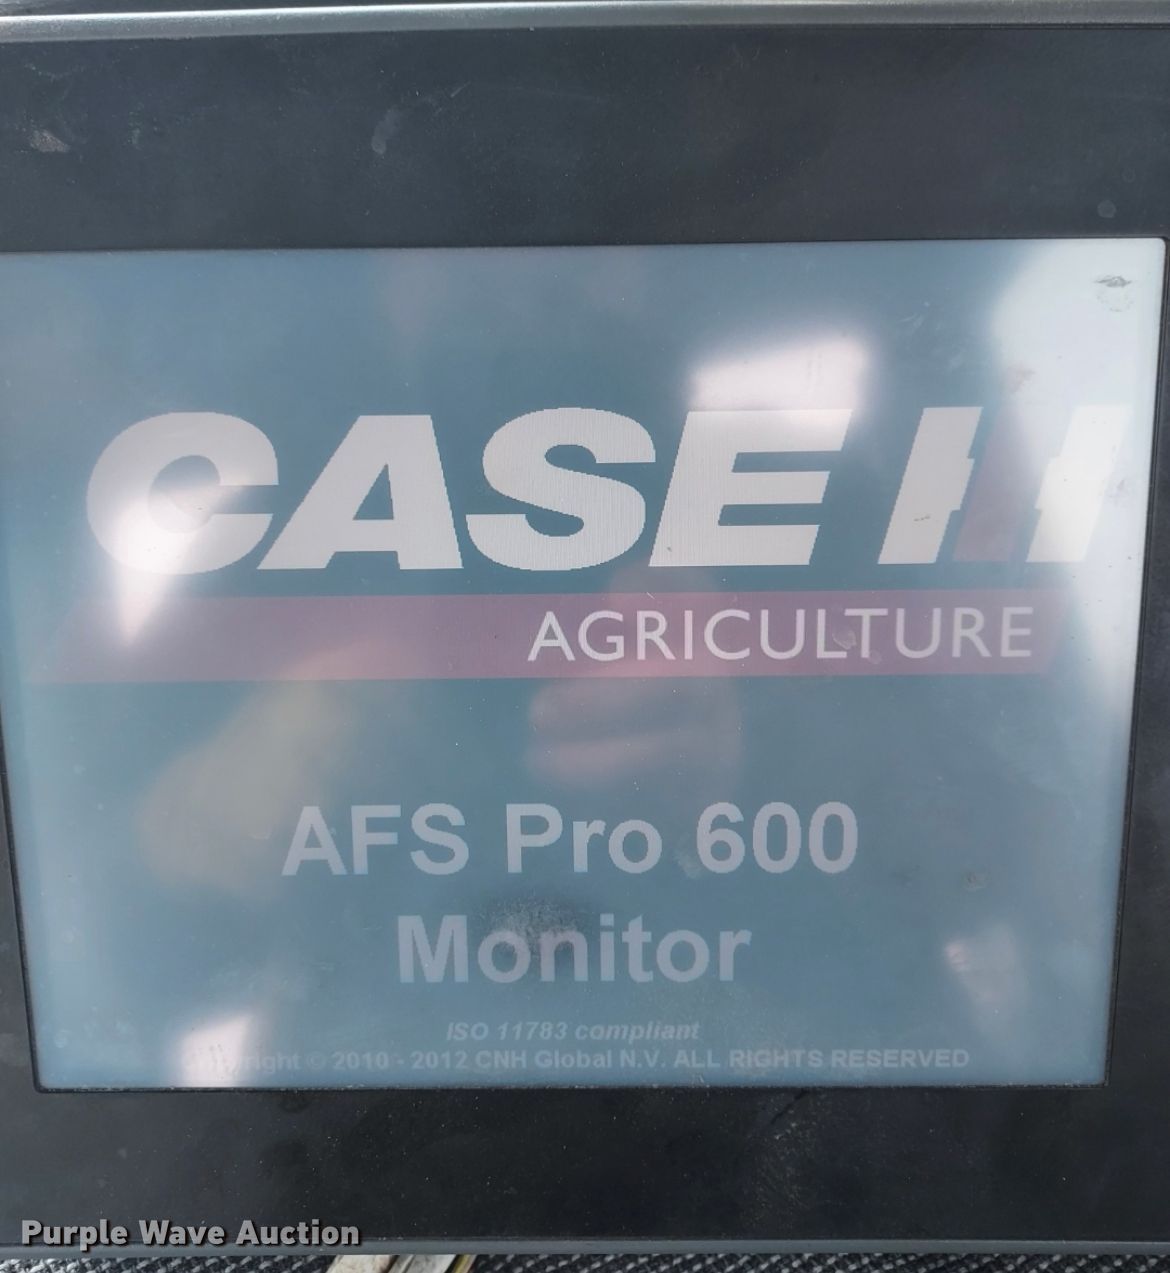 CASE IH
AGRICULTURE
AFS Pro 600
Monitor
ISO 11783 compliant
Copyright © 2010 - 2012 CNH Global N.V. ALL RIGHTS RESERVED
Purple Wave Auction